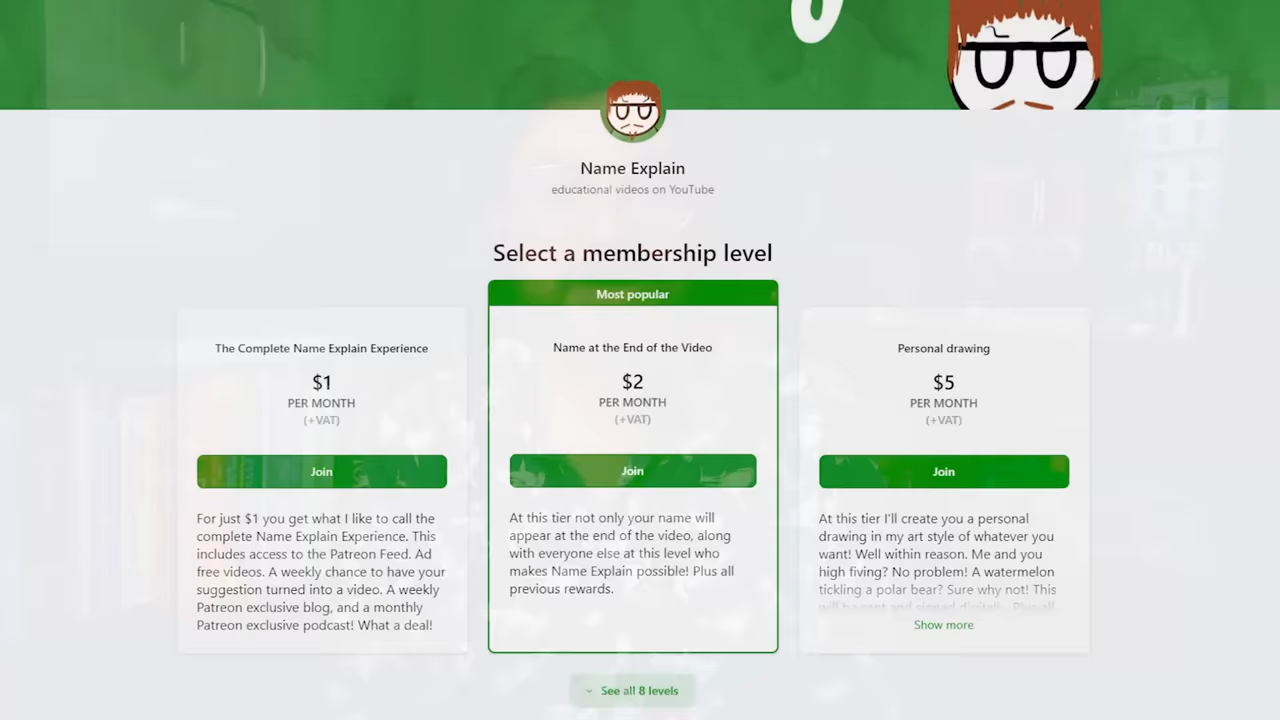 Name Explain
educational videos on YouTube
Select a membership level
Most popular
The Complete Name Explain Experience
$1
PER MONTH
(+VAT)
Join
For just $1 you get what I like to call the
complete Name Explain Experience. This
includes access to the Patreon Feed. Ad
free videos. A weekly chance to have your
suggestion turned into a video. A weekly
Patreon exclusive blog, and a monthly
Patreon exclusive podcast! What a deal!
Name at the End of the Video
$2
PER MONTH
(+VAT)
Join
At this tier not only your name will
appear at the end of the video, along
with everyone else at this level who
makes Name Explain possible! Plus all
previous rewards.
Personal drawing
$5
PER MONTH
(+VAT)
Join
At this tier I'll create you a personal
drawing in my art style of whatever you
want! Well within reason. Me and you
high fiving? No problem! A watermelon
tickling a polar bear? Sure why not! This
will be sent and signed digitally. Plus all
Show more
See all 8 levels